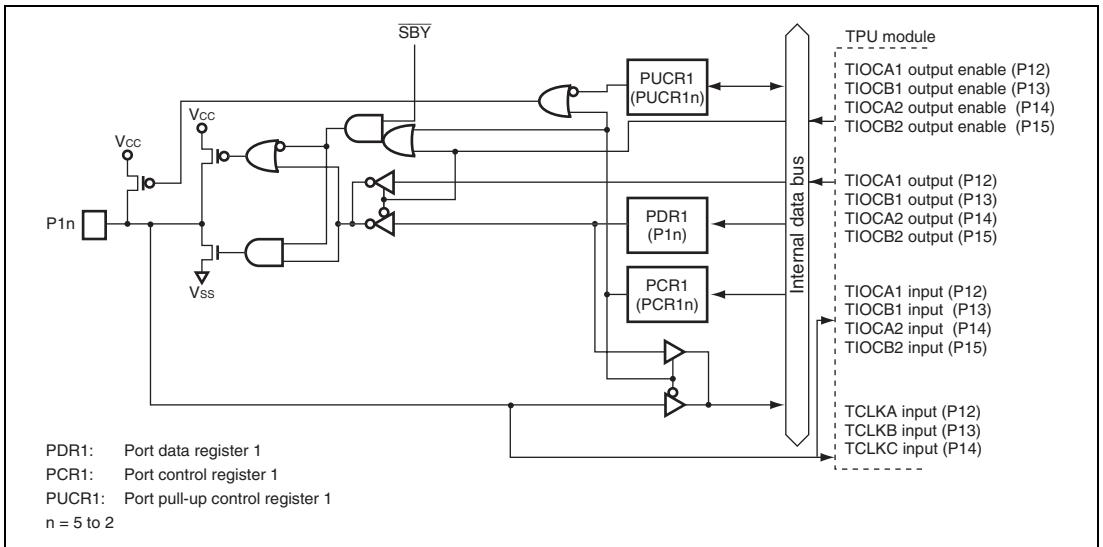 SBY
TPU module
TIOCA1 output enable (P12)
TIOCB1 output enable (P13)
TIOCA2 output enable (P14)
TIOCB2 output enable (P15)
PUCR1
(PUCR1n)
VCC
VCC
TIOCA1 output (P12)
TIOCB1 output (P13)
TIOCA2 output (P14)
TIOCB2 output (P15)
P1n
PDR1
(P1n)
Internal data bus
VSS
PCR1
(PCR1n)
TIOCA1 input (P12)
TIOCB1 input (P13)
TIOCA2 input (P14)
TIOCB2 input (P15)
TCLKA input (P12)
TCLKB input (P13)
TCLKC input (P14)
PDR1: Port data register 1
PCR1: Port control register 1
PUCR1: Port pull-up control register 1
n = 5 to 2